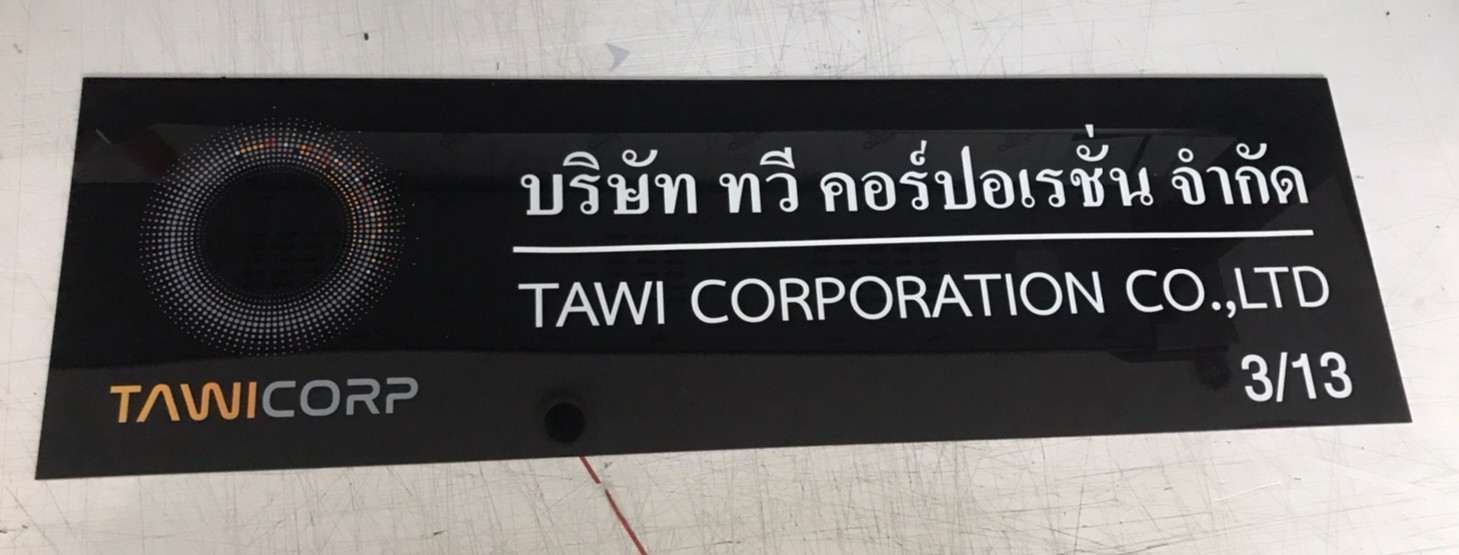 บริษัท ทวี คอร์ปอเรชั่น จำกัด
TAWI CORPORATION CO.,LTD
3/13
TAWICORP